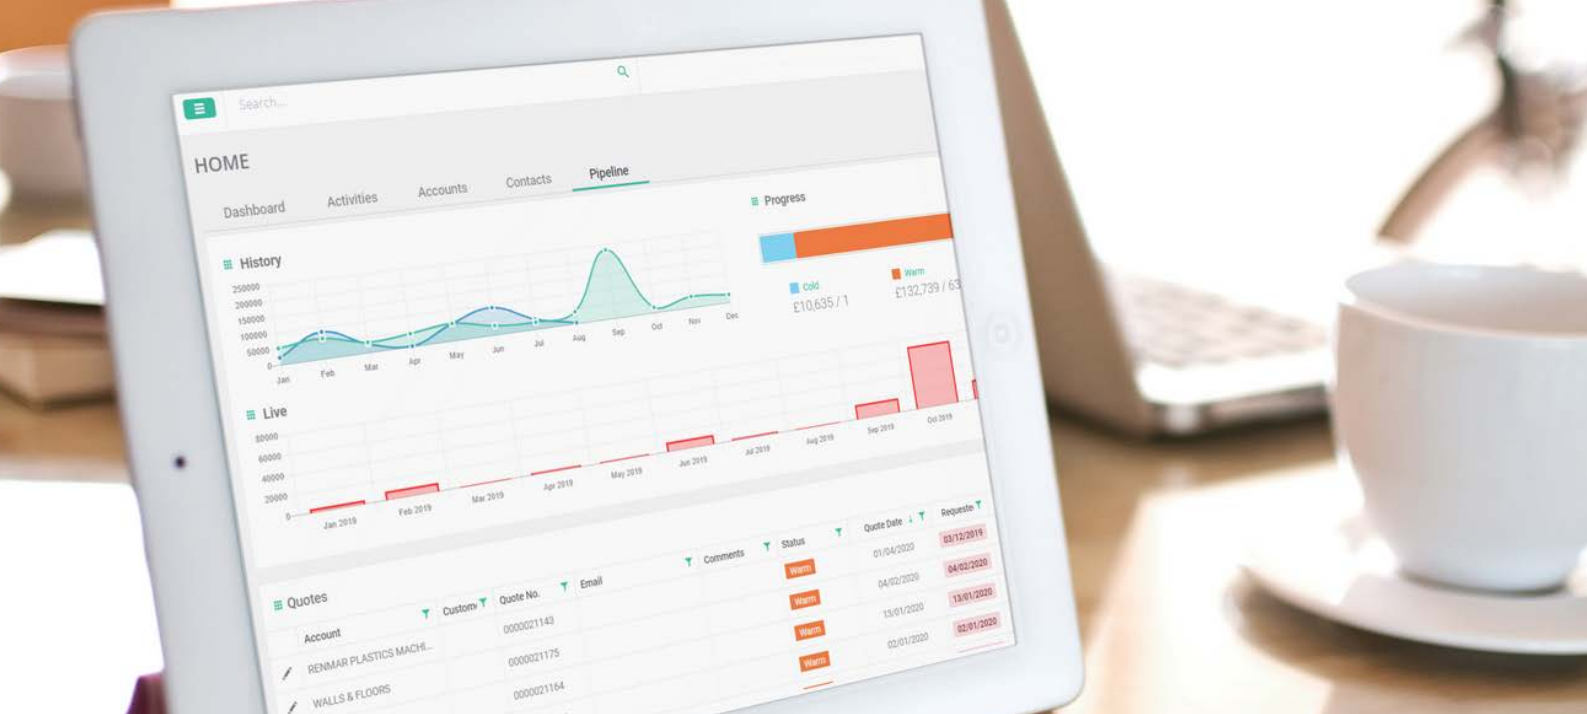 Search...
HOME
Dashboard
Activities
Accounts
Contacts
Pipeline
History
250000
200000
150000
100000
50000
0
Jan
Feb
Mar
Apr
May
Jun
Jul
Aug
Sep
Oct
Nov
Dec
Progress
Cold
£10,635 / 1
Warm
£132,739 / 63
Live
80000
60000
40000
20000
0
Jan 2019
Feb 2019
Mar 2019
Apr 2019
May 2019
Jun 2019
Jul 2019
Aug 2019
Sep 2019
Oct 2019
Quotes
Account
Quote No.
Email
Comments
Status
Quote Date
RENMAR PLASTICS MACHI...
0000021143
Warm
01/04/2020
03/12/2019
WALLS & FLOORS
0000021175
Warm
04/02/2020
04/02/2020
0000021164
Warm
13/01/2020
13/01/2020
Warm
02/01/2020
02/01/2020